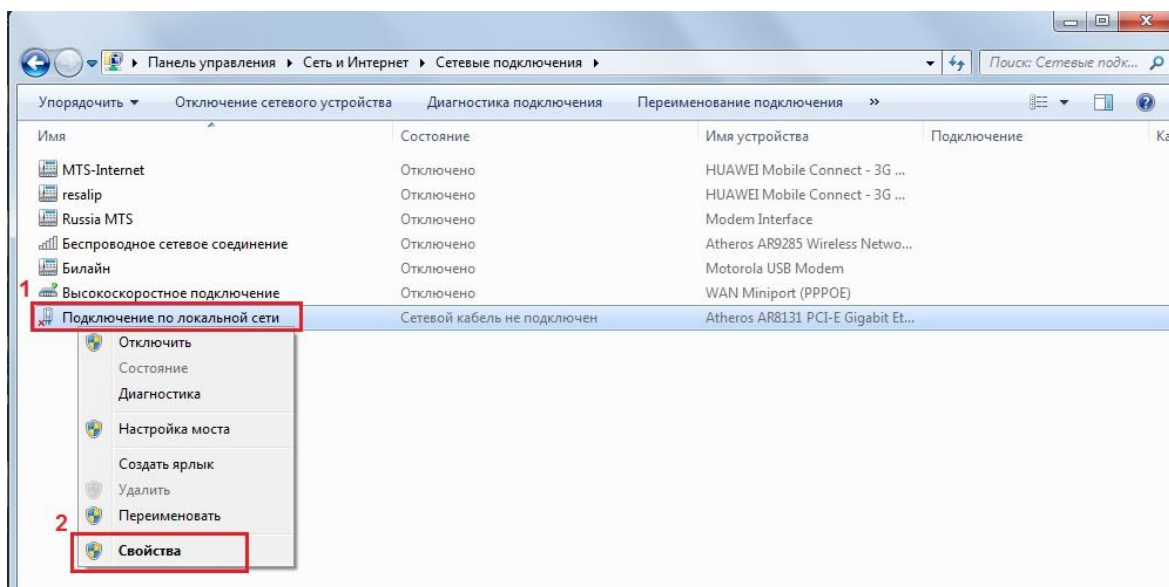 Панель управления Сеть и Интернет Сетевые подключения Поиск: Сетевые подк...
Упорядочить Отключение сетевого устройства Диагностика подключения Переименование подключения »
Имя Состояние Имя устройства Подключение Ка
MTS-Internet Отключено HUAWEI Mobile Connect - 3G ...
resalip Отключено HUAWEI Mobile Connect - 3G ...
Russia MTS Отключено Modem Interface
Беспроводное сетевое соединение Отключено Atheros AR9285 Wireless Netwo...
Билайн Отключено Motorola USB Modem
1 Высокоскоростное подключение Отключено WAN Miniport (PPPOE)
Подключение по локальной сети Сетевой кабель не подключен Atheros AR8131 PCI-E Gigabit Et...
Отключить
Состояние
Диагностика
Настройка моста
Создать ярлык
Удалить
Переименовать
2
Свойства